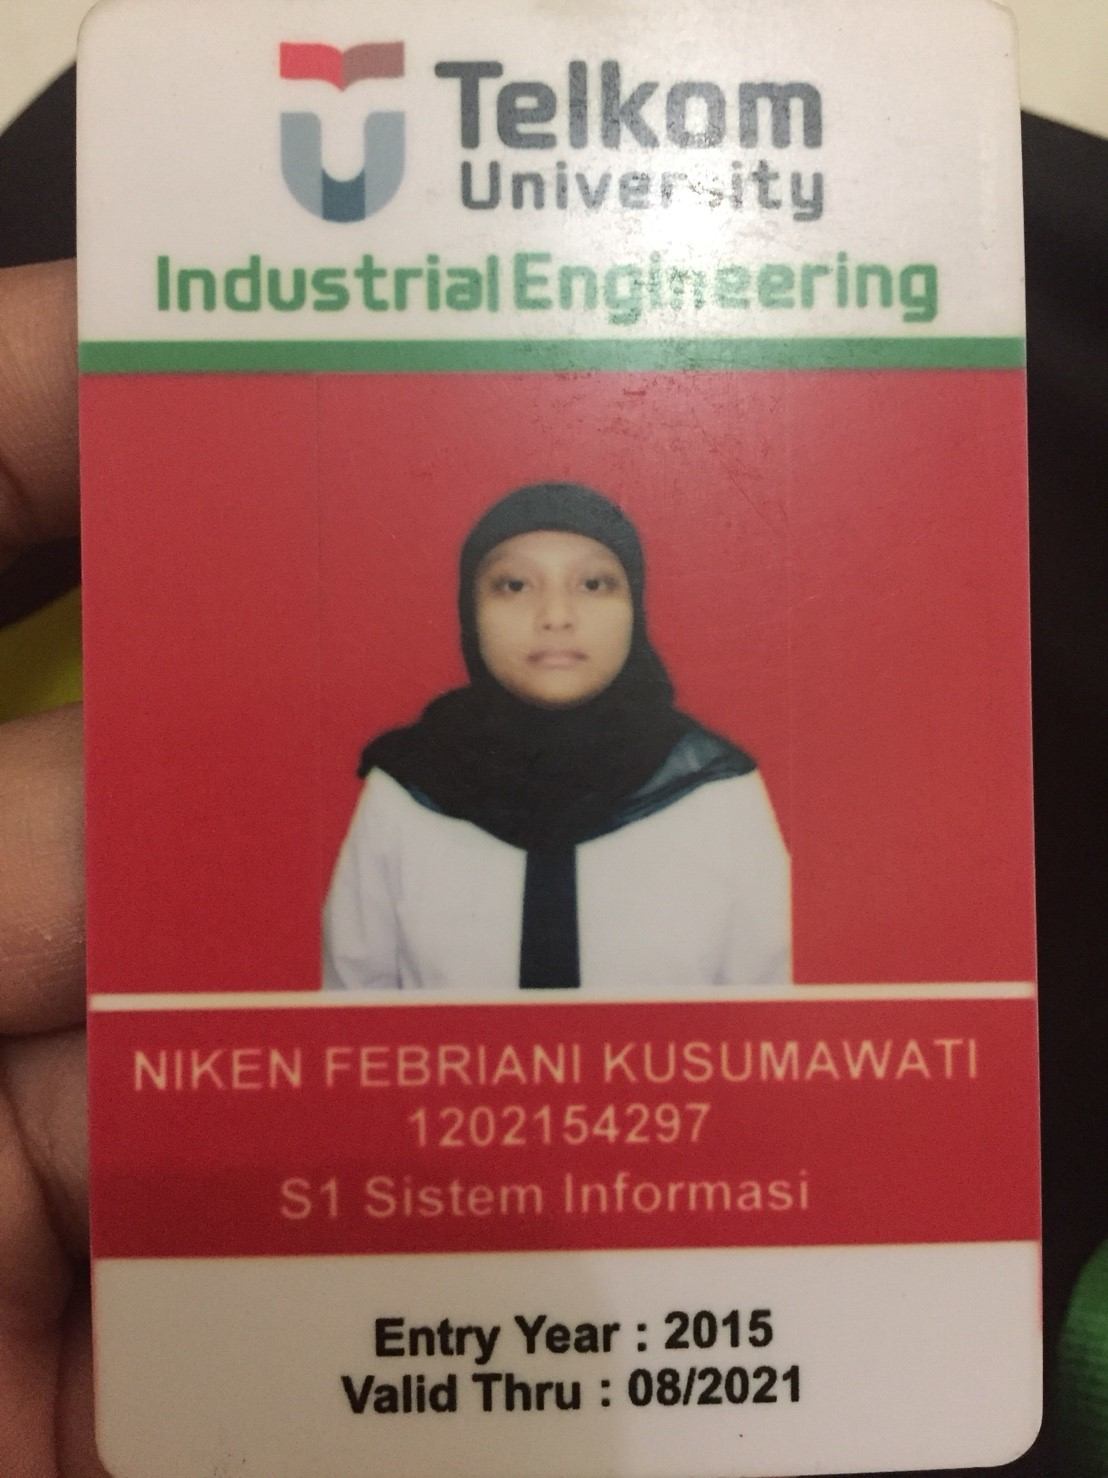 Telkom
University
Industrial Engineering
NIKEN FEBRIANI KUSUMAWATI
1202154297
S1 Sistem Informasi
Entry Year : 2015
Valid Thru : 08/2021